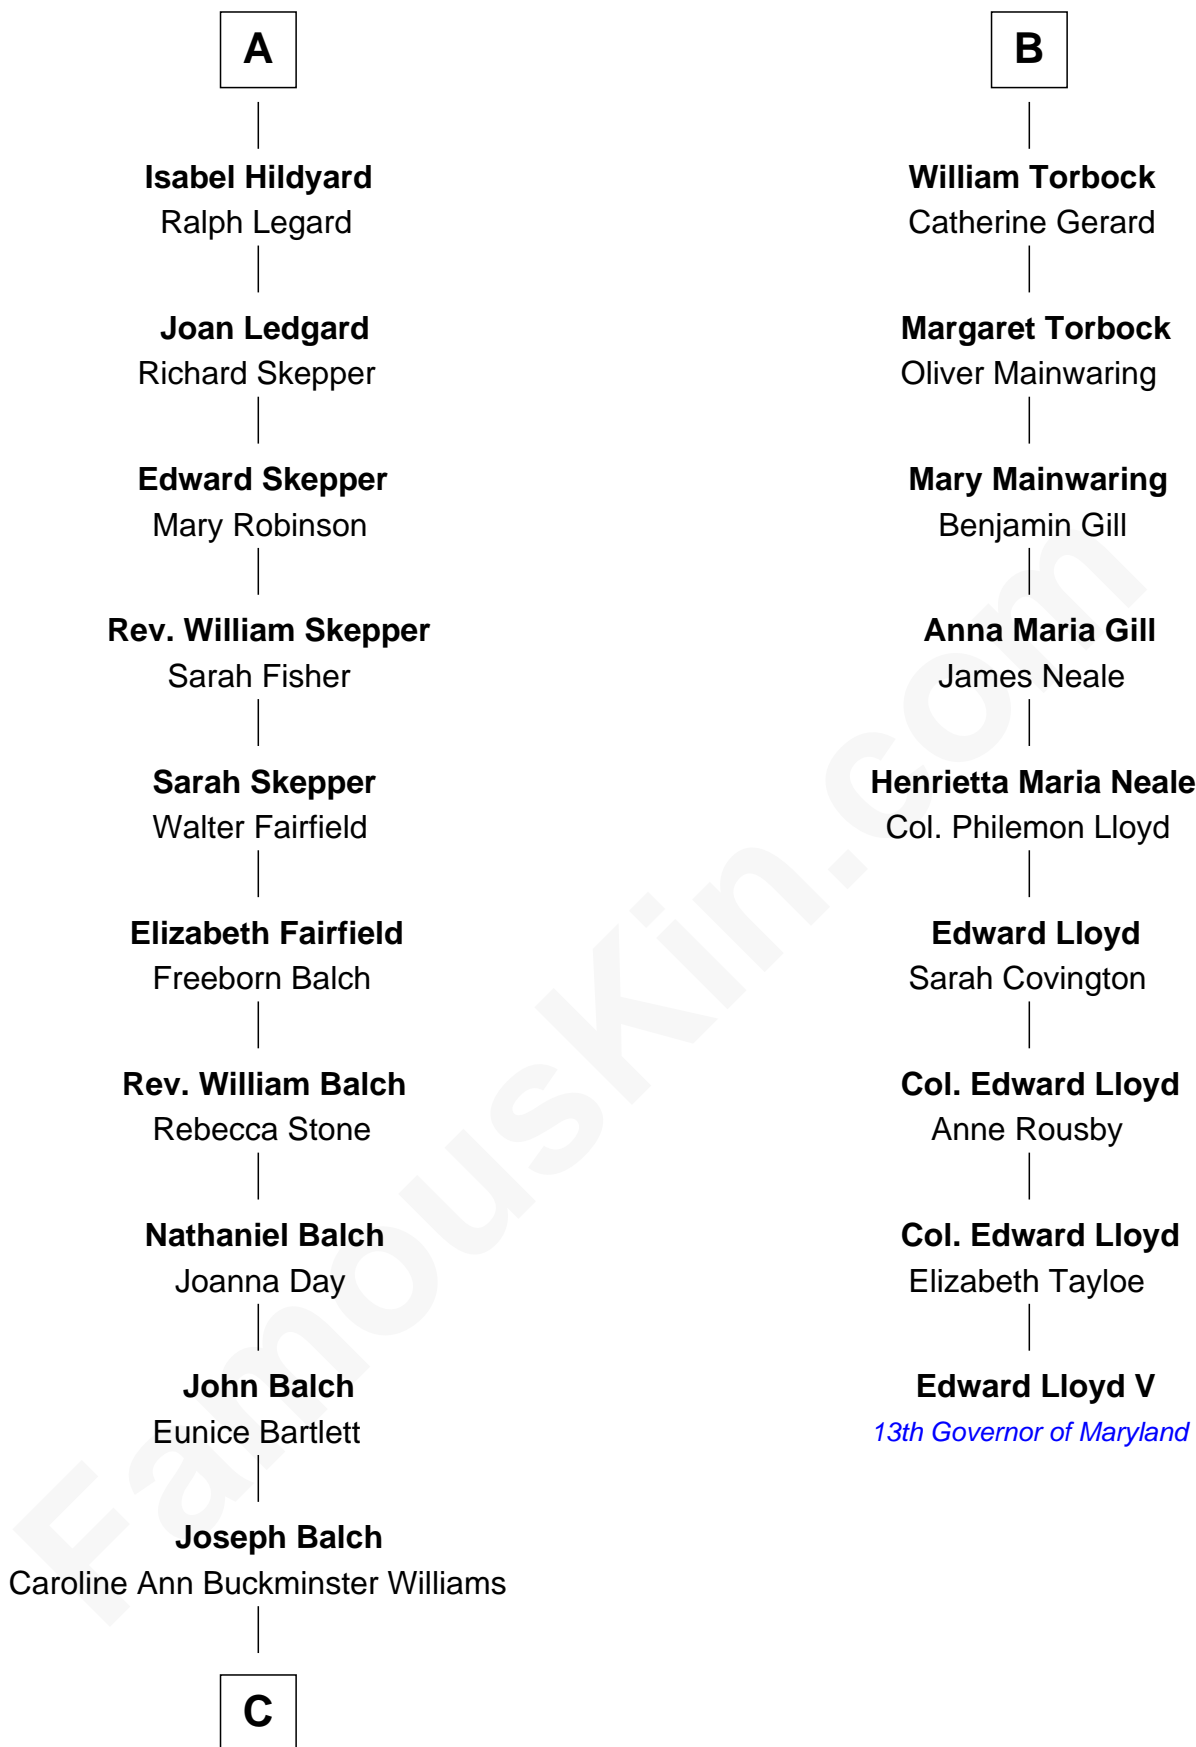 A
Isabel Hildyard
Ralph Legard
Joan Ledgard
Richard Skepper
Edward Skepper
Mary Robinson
Rev. William Skepper
Sarah Fisher
Sarah Skepper
Walter Fairfield
Elizabeth Fairfield
Freeborn Balch
Rev. William Balch
Rebecca Stone
Nathaniel Balch
Joanna Day
John Balch
Eunice Bartlett
Joseph Balch
Caroline Ann Buckminster Williams
C
B
William Torbock
Catherine Gerard
Margaret Torbock
Oliver Mainwaring
Mary Mainwaring
Benjamin Gill
Anna Maria Gill
James Neale
Henrietta Maria Neale
Col. Philemon Lloyd
Edward Lloyd
Sarah Covington
Col. Edward Lloyd
Anne Rousby
Col. Edward Lloyd
Elizabeth Tayloe
Edward Lloyd V
13th Governor of Maryland
FamousKin.com